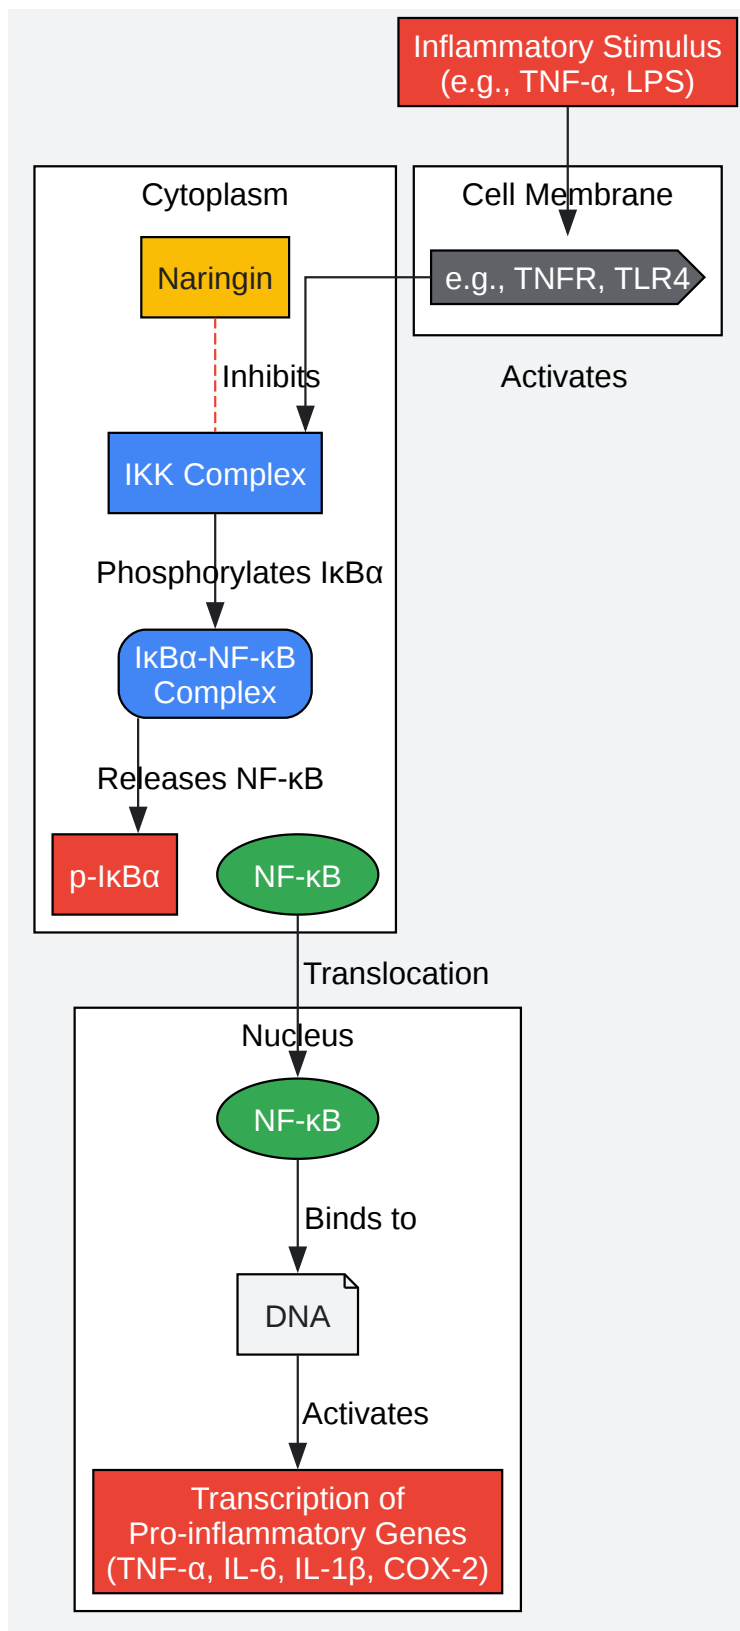 Inflammatory Stimulus
(e.g., TNF-α, LPS)
Cytoplasm
Cell Membrane
Naringin
e.g., TNFR, TLR4
Inhibits
Activates
IKK Complex
Phosphorylates IκBα
IκBα-NF-κB
Complex
Releases NF-κB
p-IκBα
NF-κB
Translocation
Nucleus
NF-κB
Binds to
DNA
Activates
Transcription of
Pro-inflammatory Genes
(TNF-α, IL-6, IL-1β, COX-2)